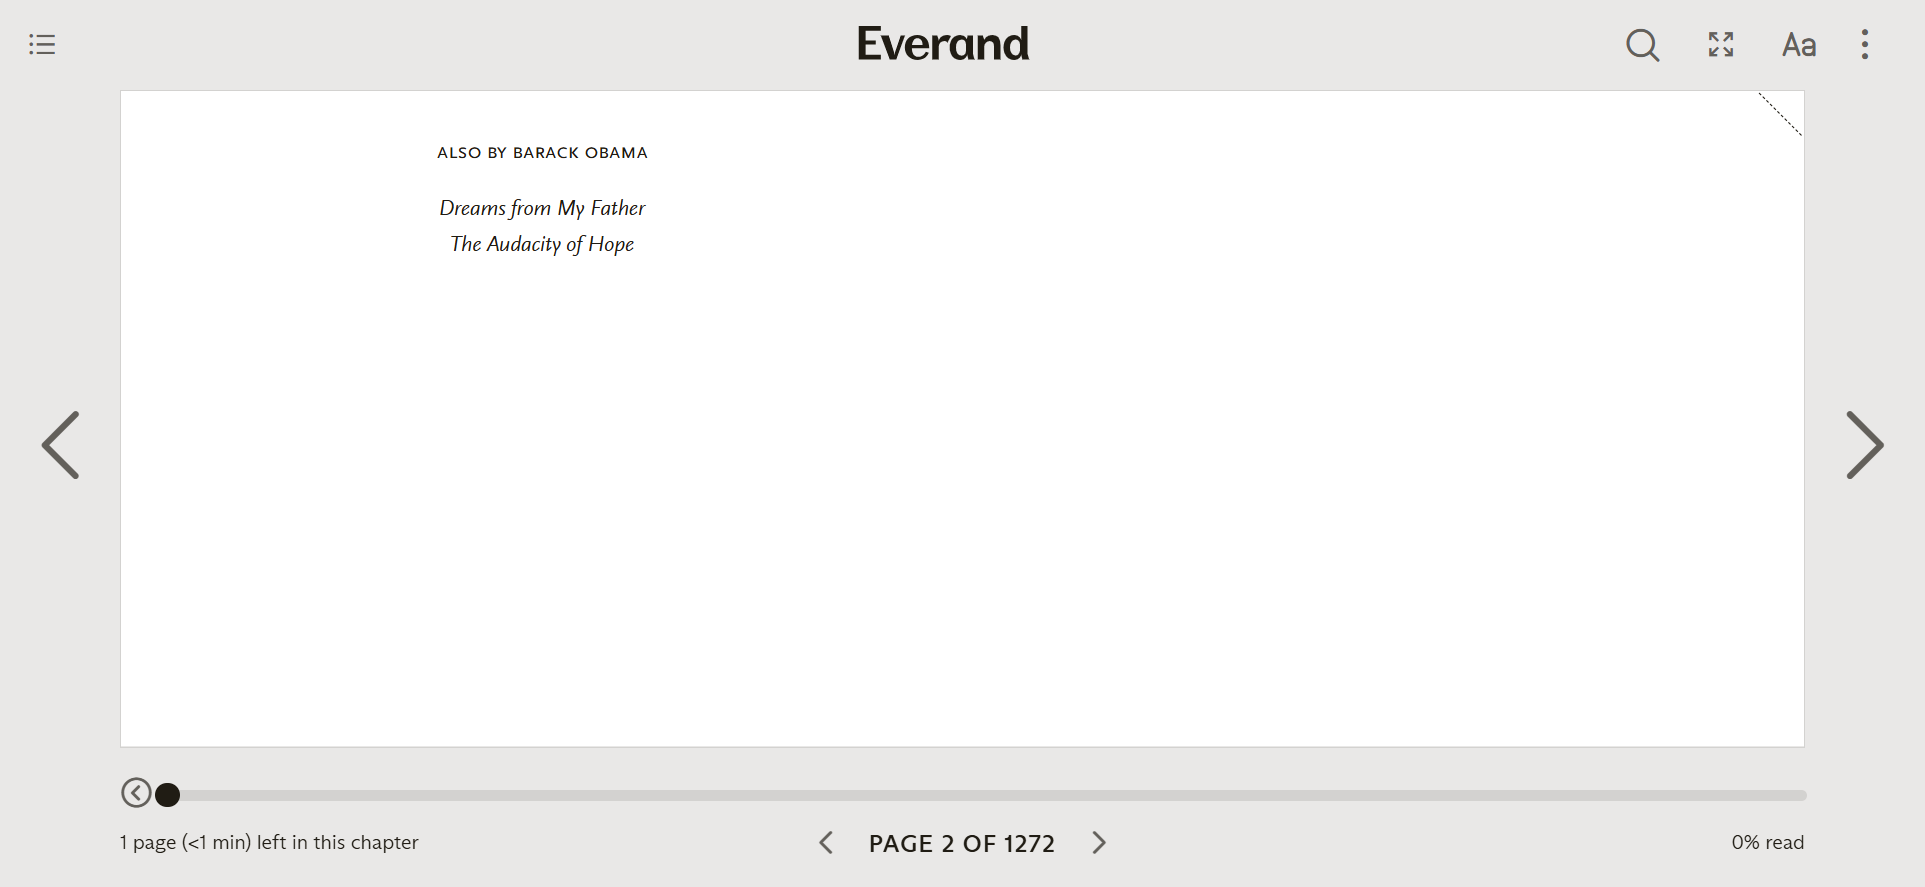 Everand
Aa
ALSO BY BARACK OBAMA
Dreams from My Father
The Audacity of Hope
1 page (<1 min) left in this chapter
PAGE 2 OF 1272
0% read